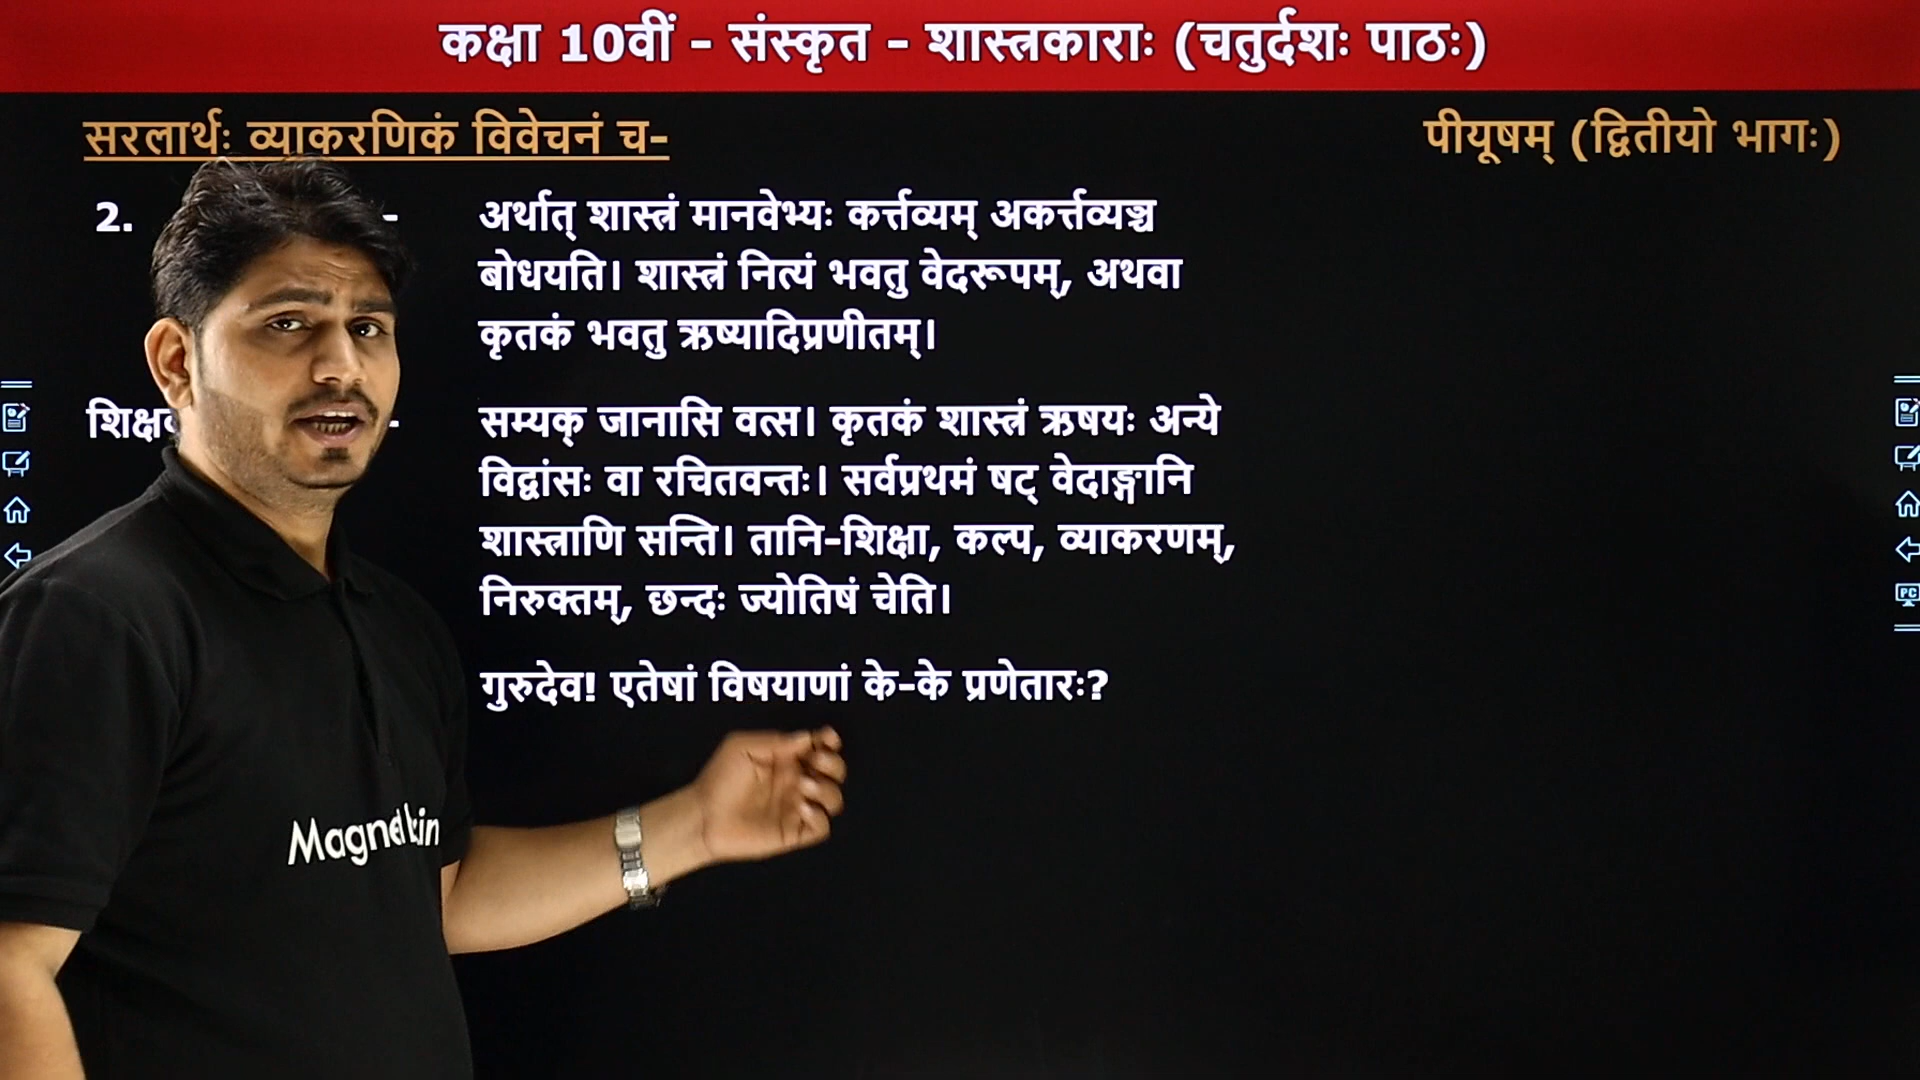 कक्षा 10वीं - संस्कृत - शास्त्रकाराः (चतुर्दशः पाठः)
सरलार्थः व्याकरणिकं विवेचनं च-
पीयूषम् (द्वितीयो भागः)
2. - अर्थात् शास्त्रं मानवेभ्यः कर्त्तव्यम् अकर्त्तव्यञ्च
बोधयति। शास्त्रं नित्यं भवतु वेदरूपम्, अथवा
कृतकं भवतु ऋष्यादिप्रणीतम्।
- सम्यक् जानासि वत्स। कृतकं शास्त्रं ऋषयः अन्ये
विद्वांसः वा रचितवन्तः। सर्वप्रथमं षट् वेदाङ्गानि
शास्त्राणि सन्ति। तानि-शिक्षा, कल्प, व्याकरणम्,
निरुक्तम्, छन्दः ज्योतिषं चेति।
गुरुदेव! एतेषां विषयाणां के-के प्रणेतारः?
PC